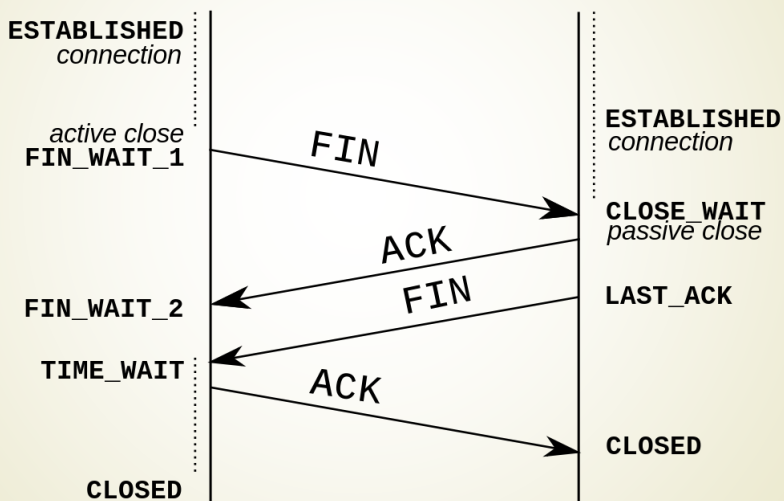 ESTABLISHED
connection
active close
FIN_WAIT_1
FIN
ESTABLISHED
connection
CLOSE_WAIT
passive close
ACK
FIN
FIN_WAIT_2
LAST_ACK
TIME_WAIT
ACK
CLOSED
CLOSED